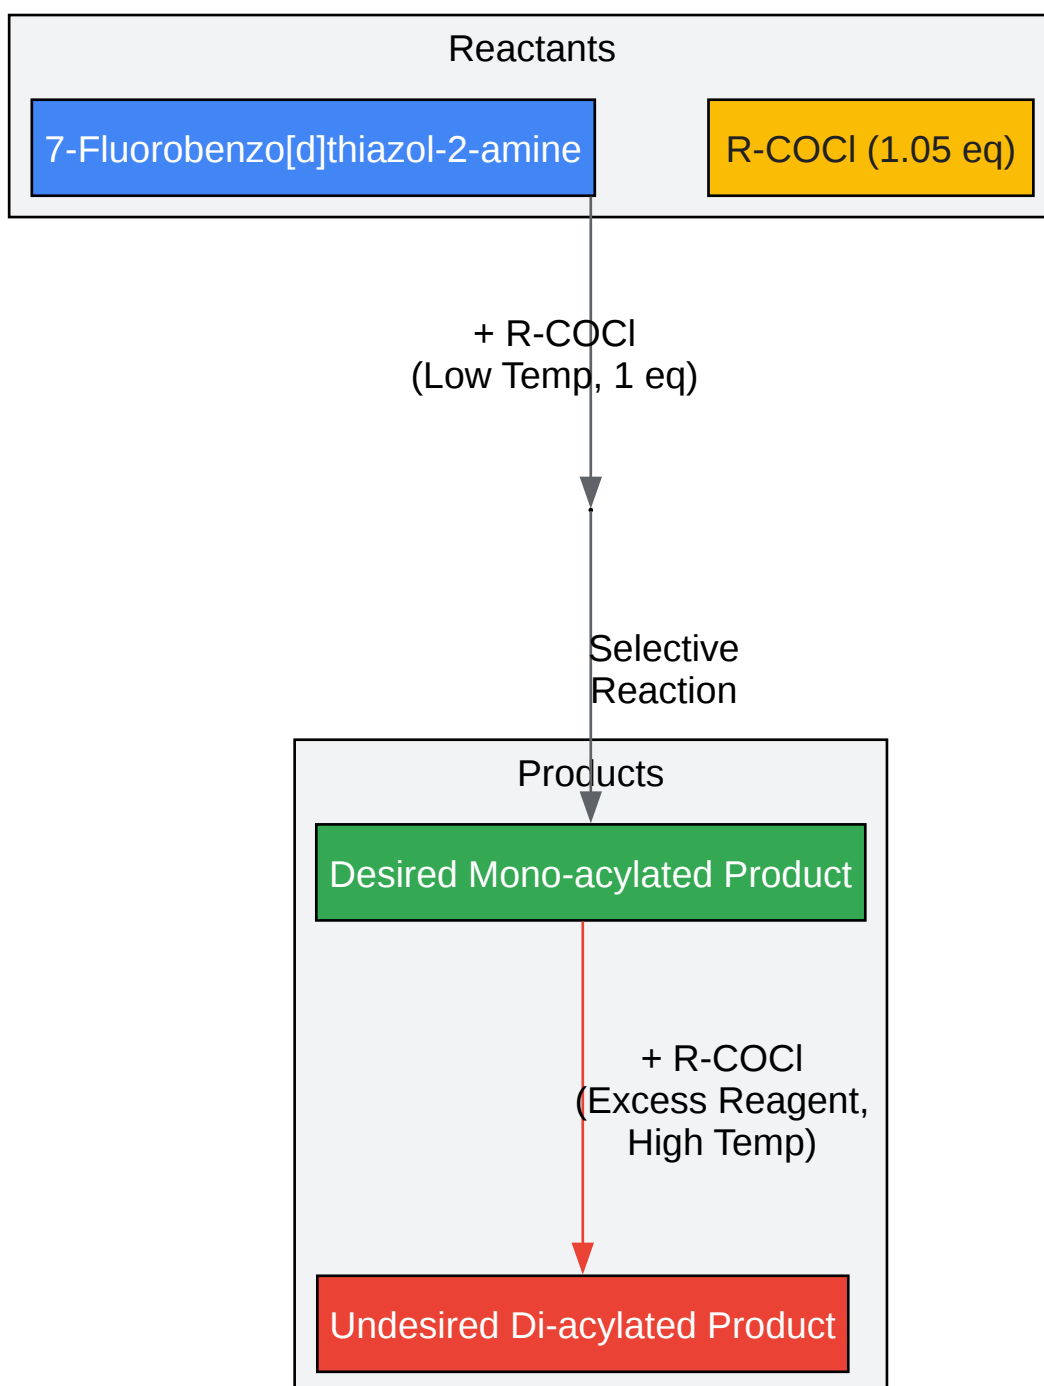 Reactants
7-Fluorobenzo[d]thiazol-2-amine
R-COCl (1.05 eq)
+ R-COCl
(Low Temp, 1 eq)
Selective
Reaction
Products
Desired Mono-acylated Product
+ R-COCl
(Excess Reagent,
High Temp)
Undesired Di-acylated Product